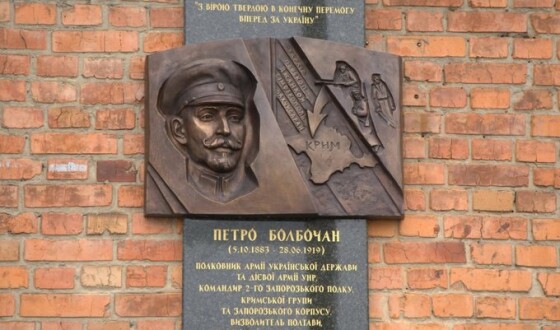 "З ВІРОЮ ТВЕРДОЮ В КОНЕЧНУ ПЕРЕМОГУ
ВПЕРЕД ЗА УКРАЇНУ"
КРИМ
ПЕТРО БОЛБОЧАН
(5.10.1883 - 28.06.1919)
ПОЛКОВНИК АРМІЇ УКРАЇНСЬКОЇ ДЕРЖАВИ
ТА ДІЄВОЇ АРМІЇ УНР,
КОМАНДИР 2-ГО ЗАПОРОЗЬКОГО ПОЛКУ,
КРИМСЬКОЇ ГРУПИ
ТА ЗАПОРОЗЬКОГО КОРПУСУ,
ВИЗВОЛИТЕЛЬ ПОЛТАВИ,